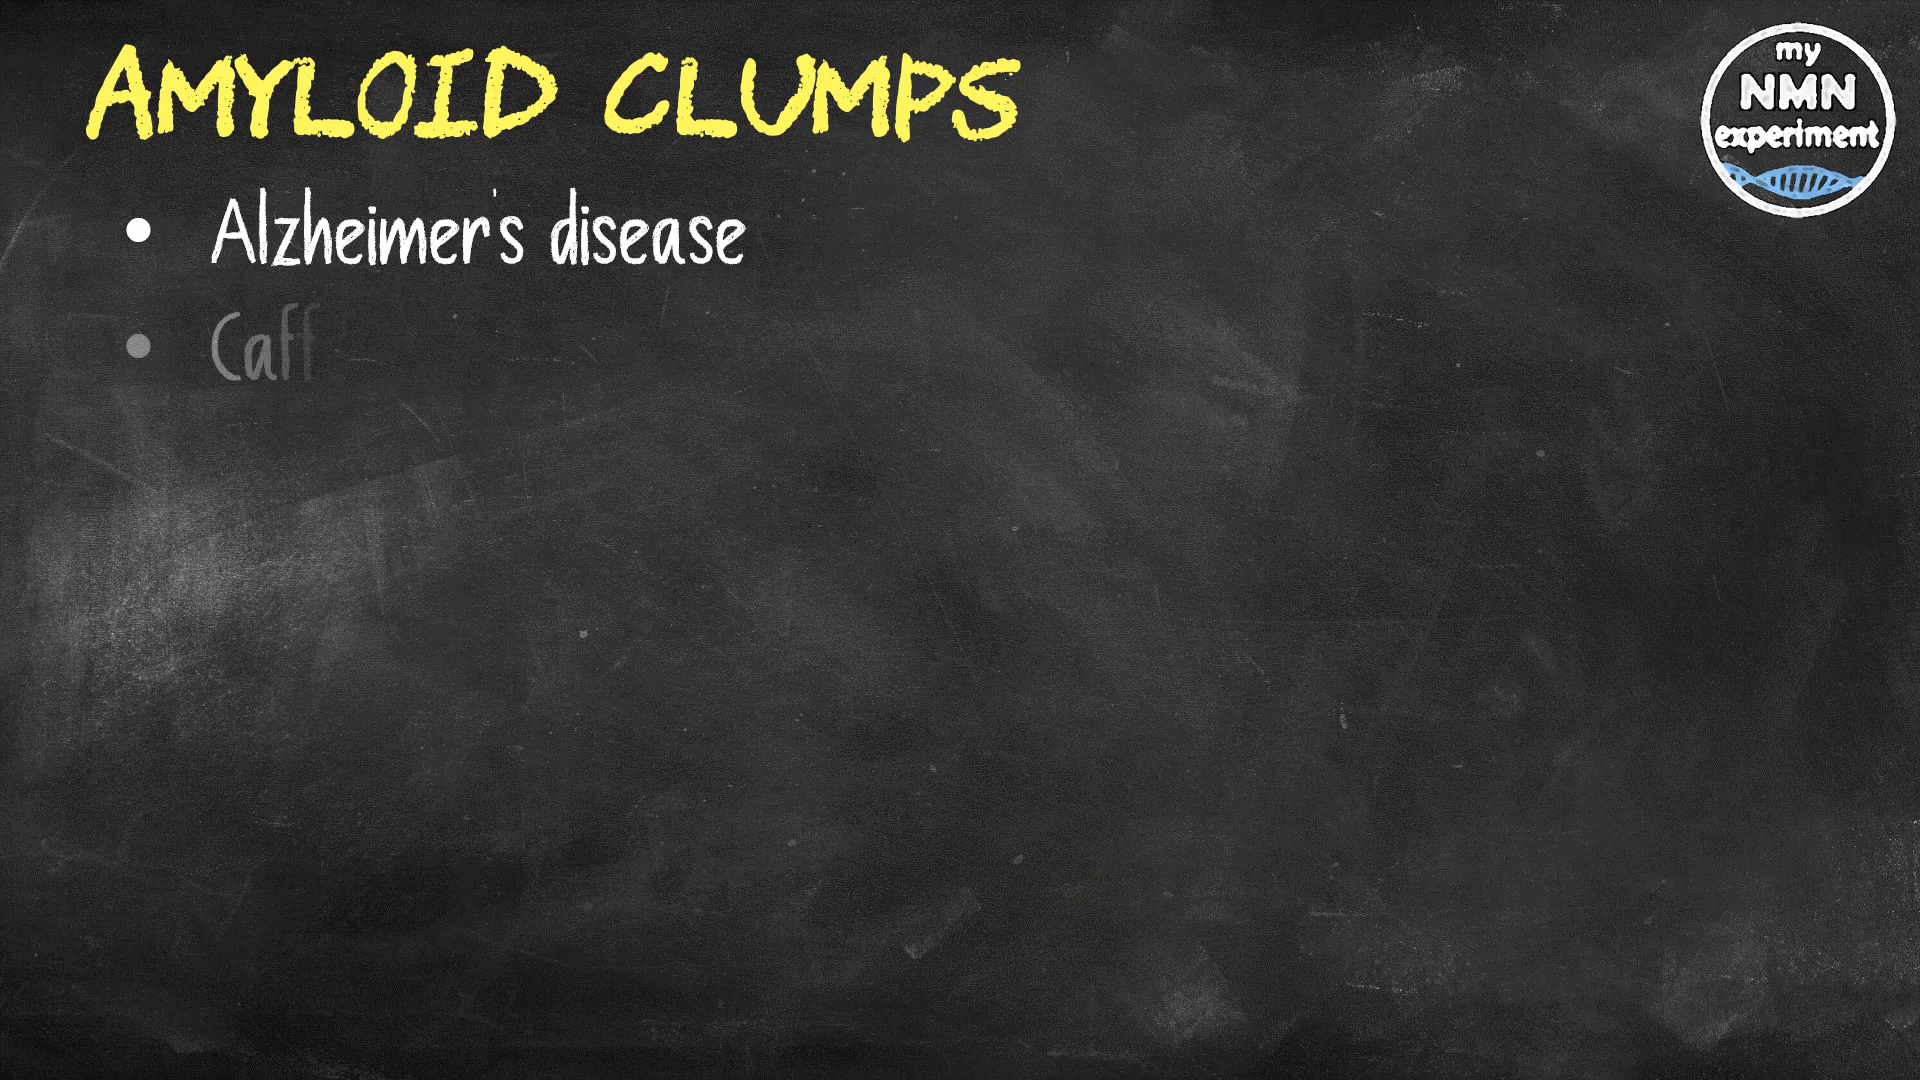 AMYLOID CLUMPS
my
NMN
experiment
• Alzheimer's disease
• Caff